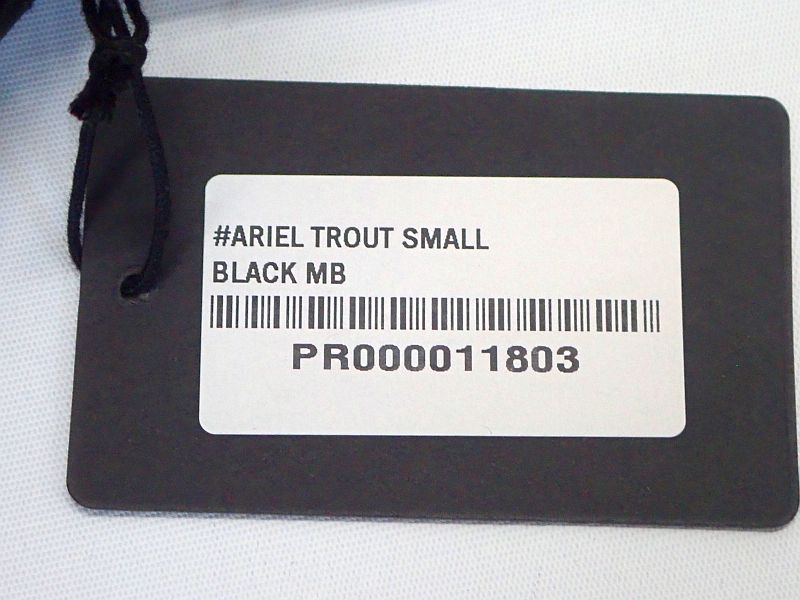 #ARIEL TROUT SMALL
BLACK MB
PR000011803